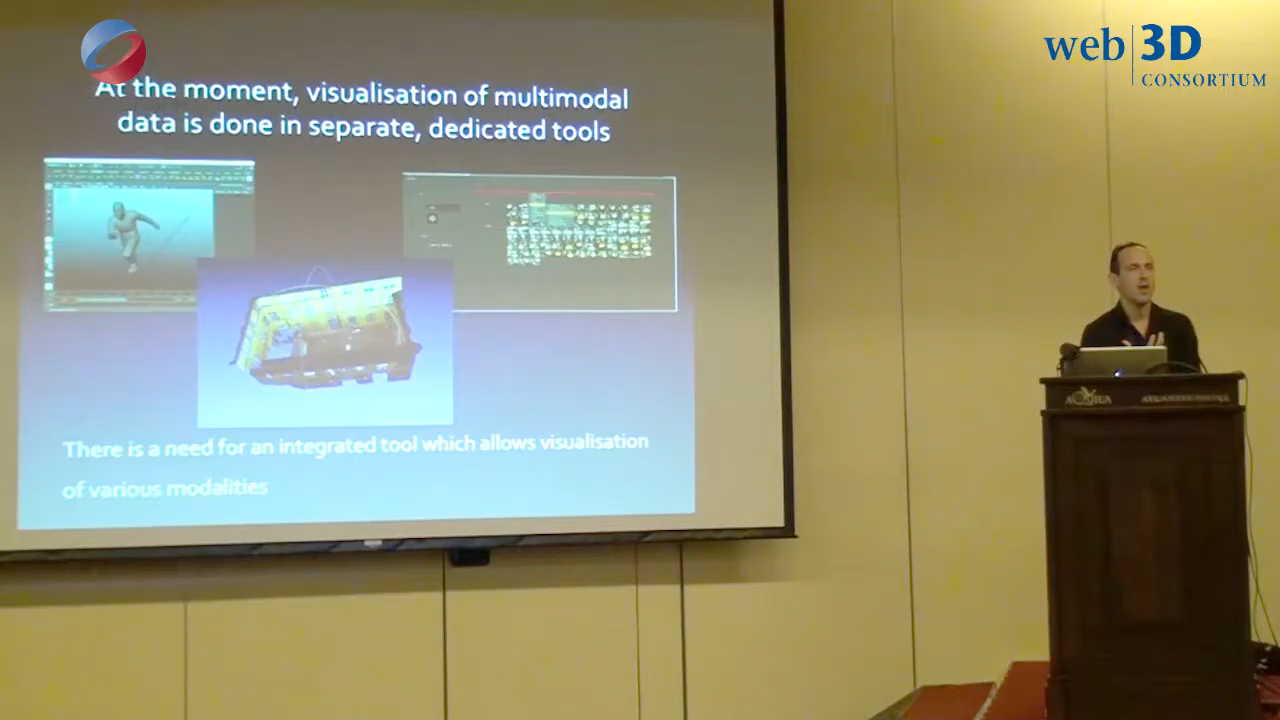 web 3D
CONSORTIUM
At the moment, visualisation of multimodal
data is done in separate, dedicated tools
There is a need for an integrated tool which allows visualisation
of various modalities